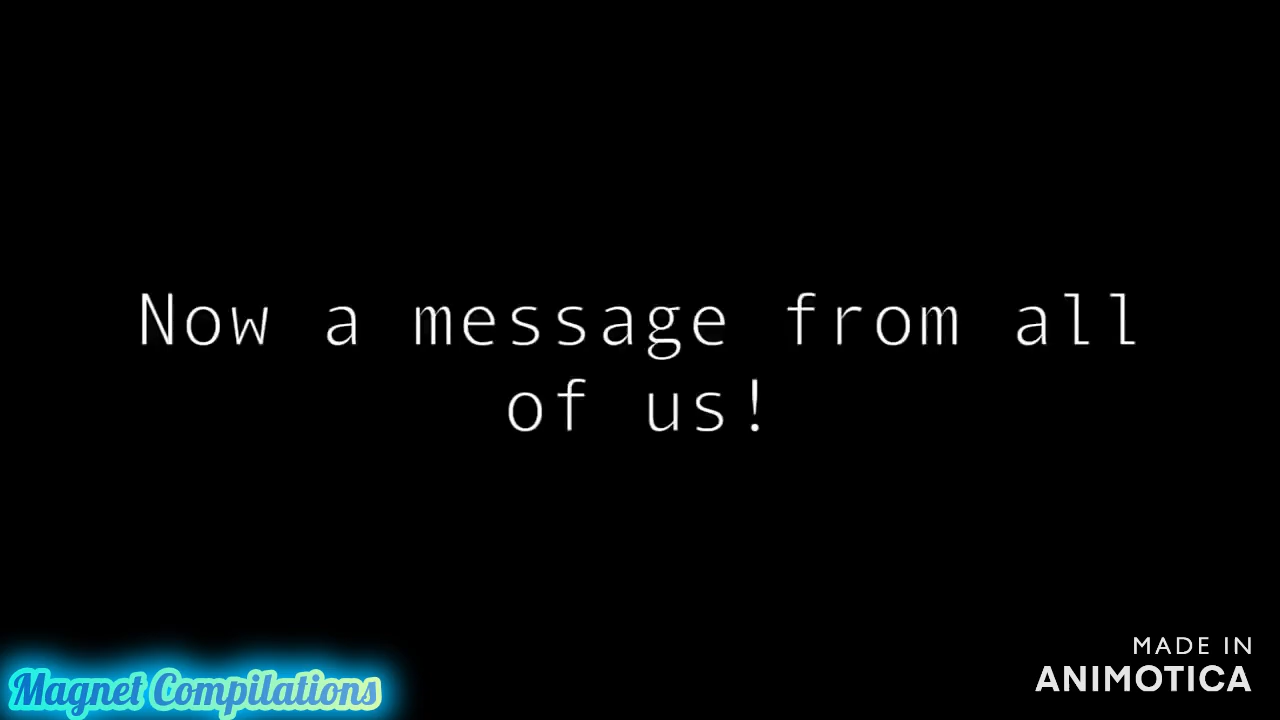 Now a message from all
of us!
MADE IN
ANIMOTICA
Magnet Compilations